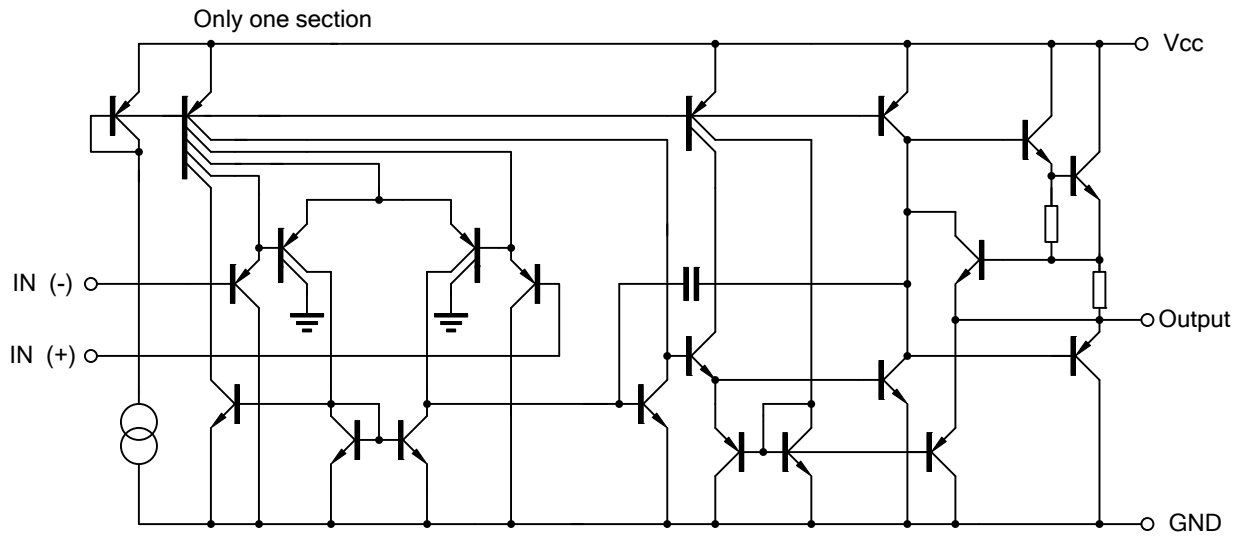 Only one section
Vcc
IN (-)
Output
IN (+)
GND